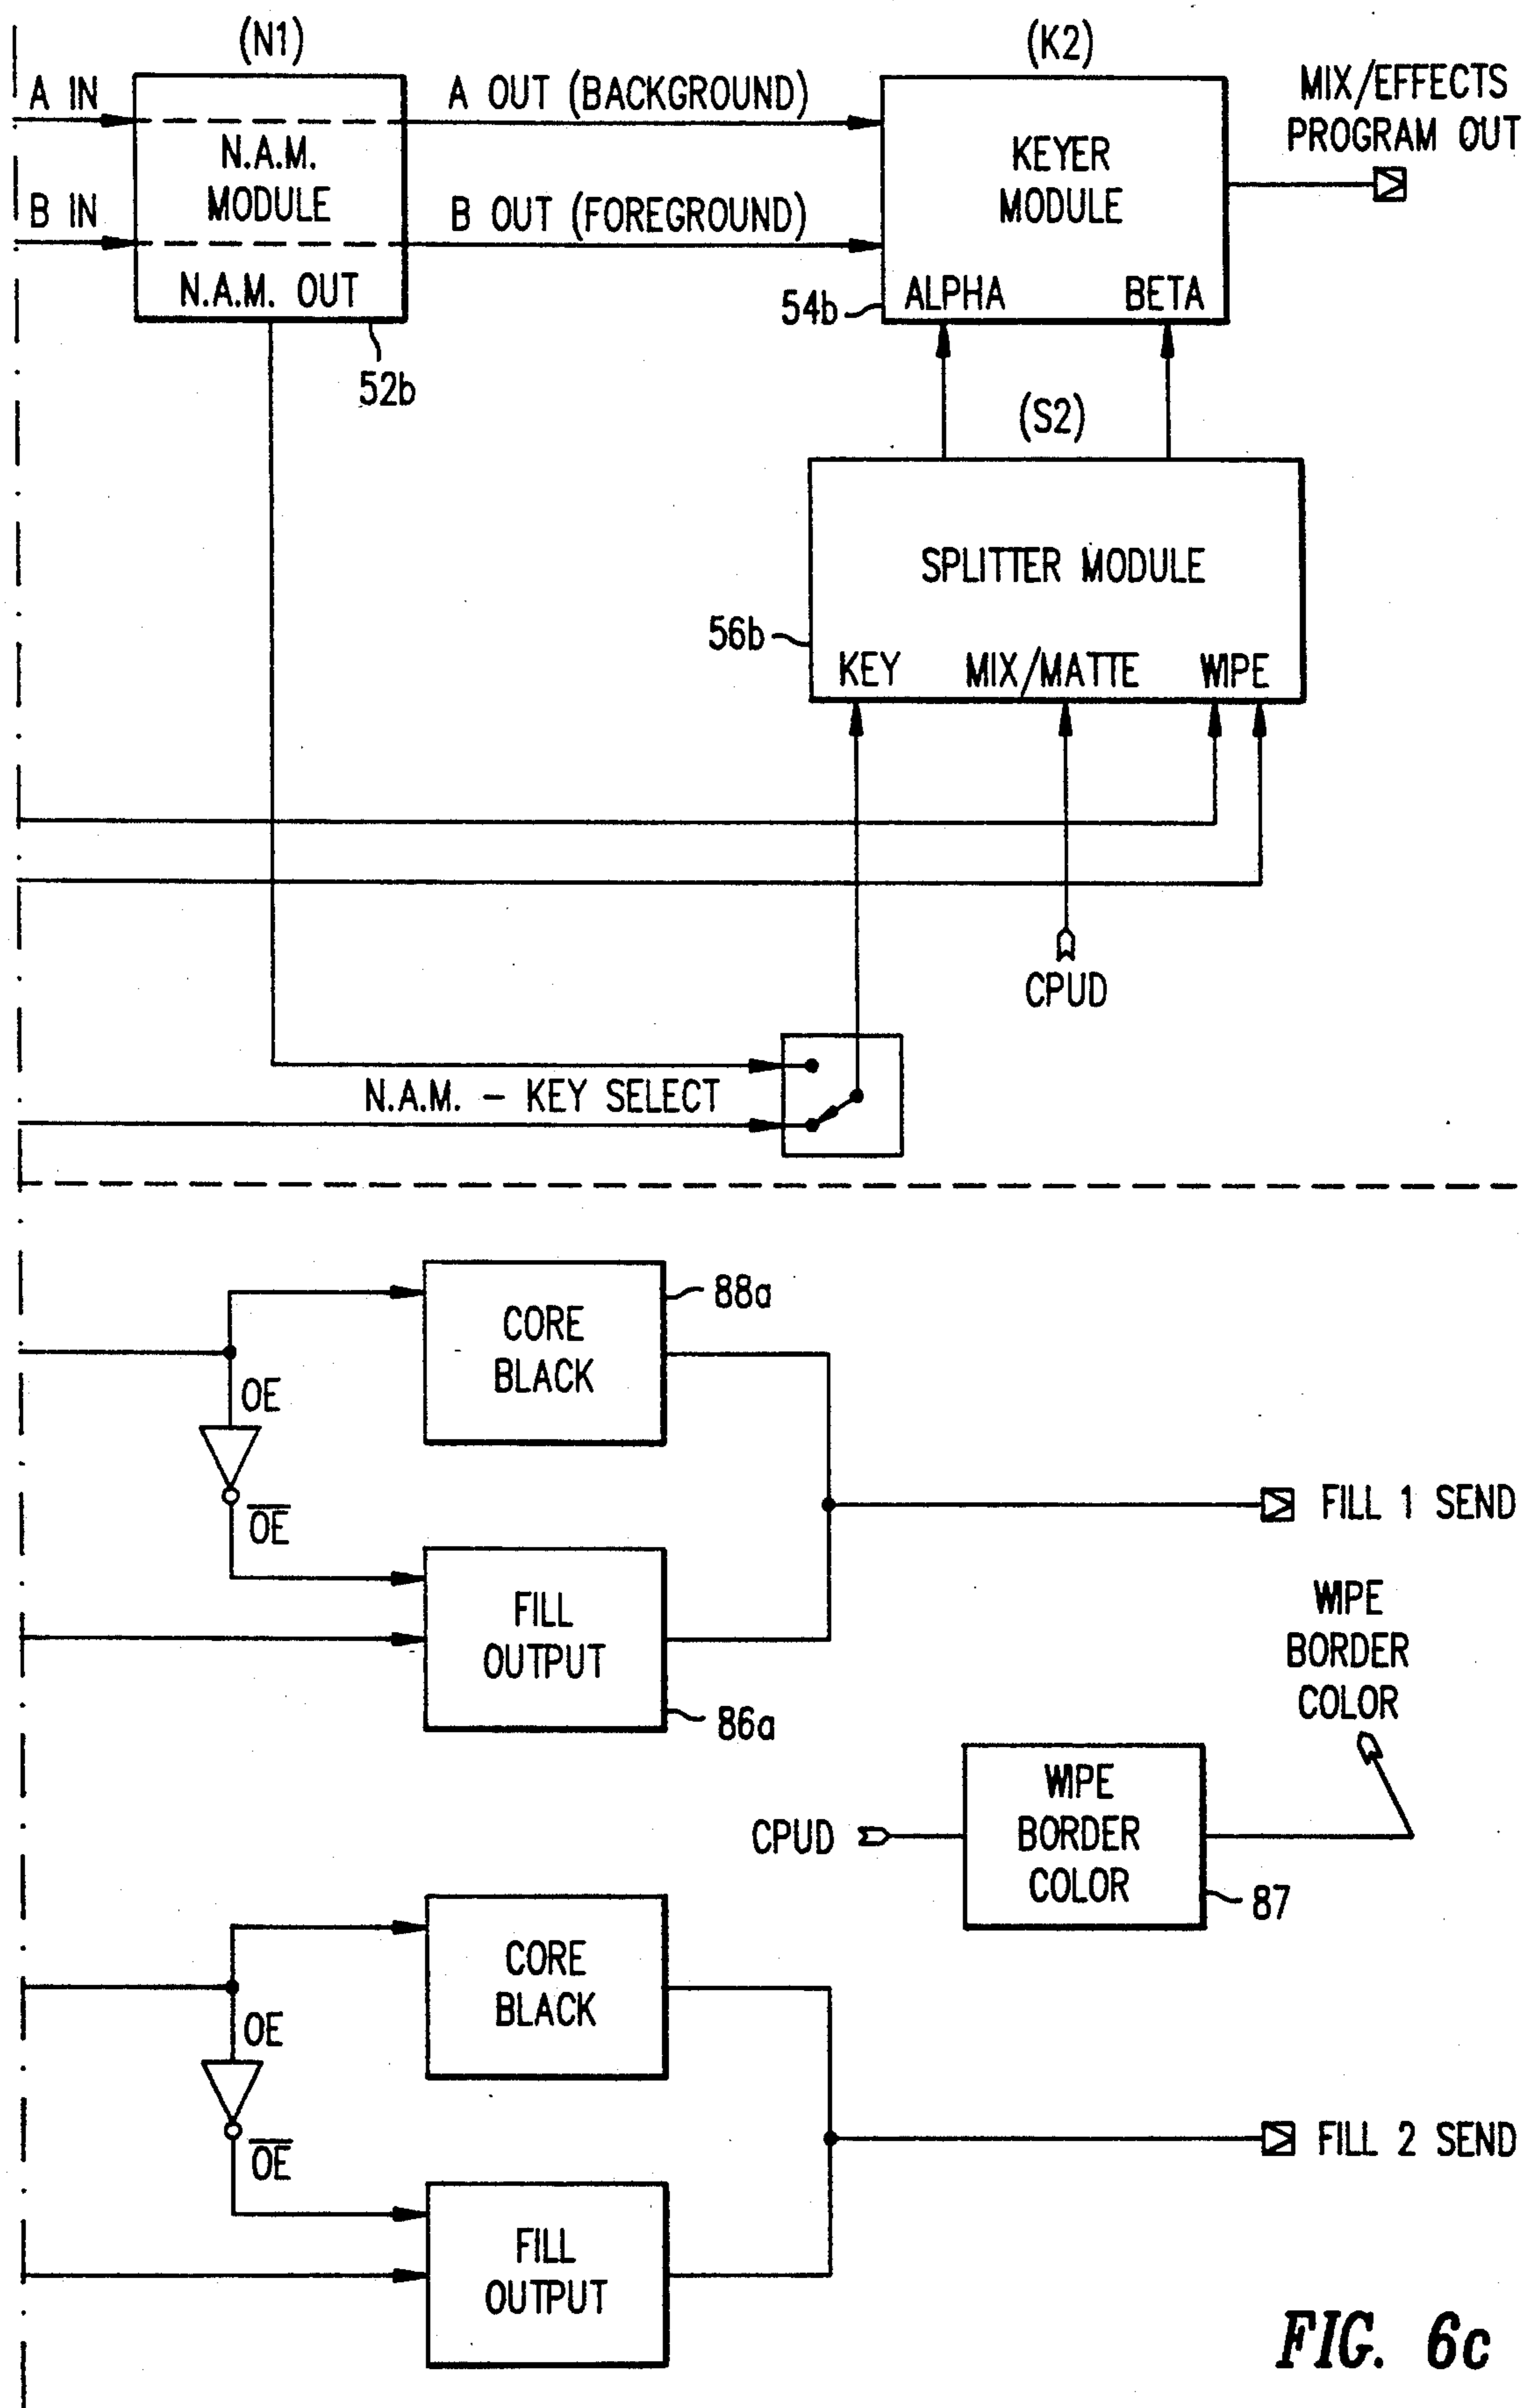 (N1)
(K2)
MIX/EFFECTS
PROGRAM OUT
A IN
A OUT (BACKGROUND)
N.A.M.
MODULE
KEYER
MODULE
B IN
B OUT (FOREGROUND)
N.A.M. OUT
ALPHA
BETA
54b
52b
(S2)
SPLITTER MODULE
56b
KEY
MIX/MATTE
WIPE
CPUD
N.A.M. - KEY SELECT
CORE
BLACK
88a
OE
OE
FILL 1 SEND
FILL
OUTPUT
86a
WIPE
BORDER
COLOR
CPUD
WIPE
BORDER
COLOR
87
CORE
BLACK
OE
OE
FILL 2 SEND
FILL
OUTPUT
FIG. 6c